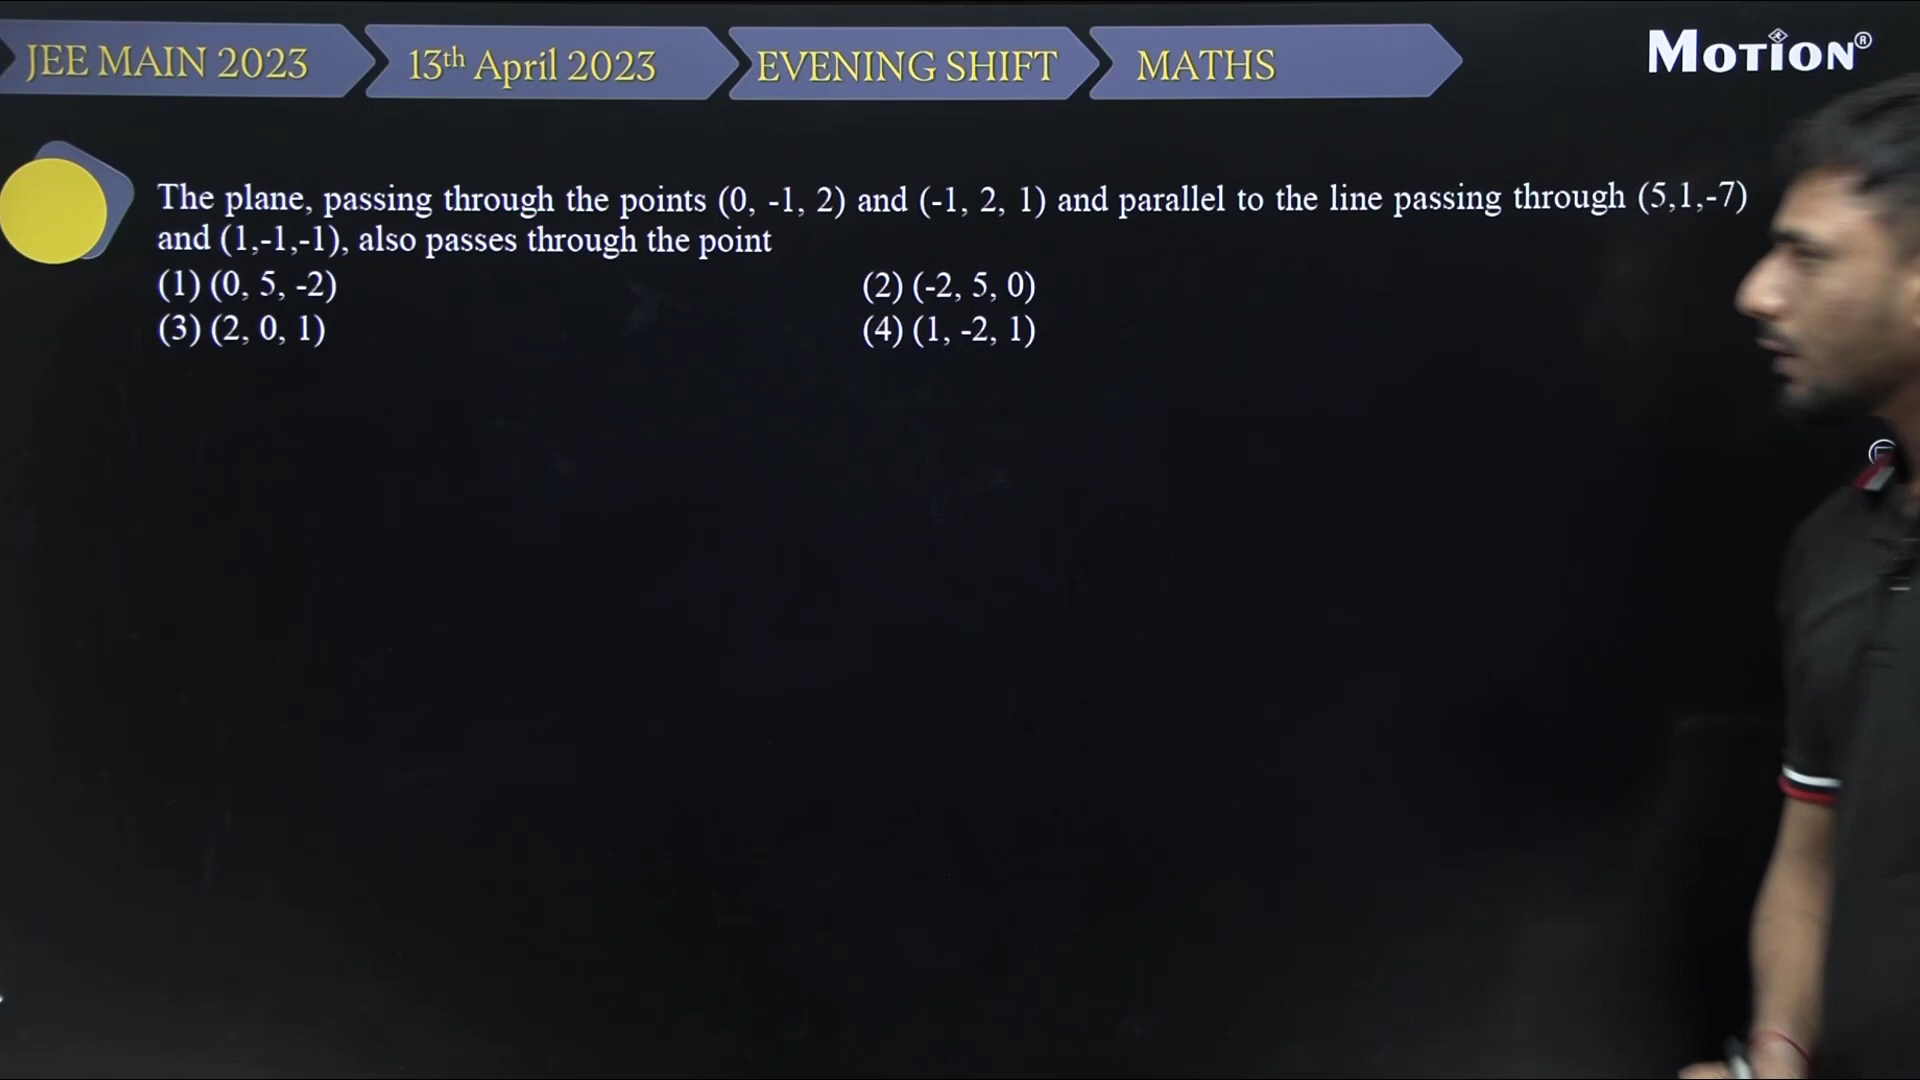 JEE MAIN 2023
13th April 2023
EVENING SHIFT
MATHS
MOTION®
The plane, passing through the points (0, -1, 2) and (-1, 2, 1) and parallel to the line passing through (5,1,-7)
and (1,-1,-1), also passes through the point
(1) (0, 5, -2)
(2) (-2, 5, 0)
(3) (2, 0, 1)
(4) (1, -2, 1)